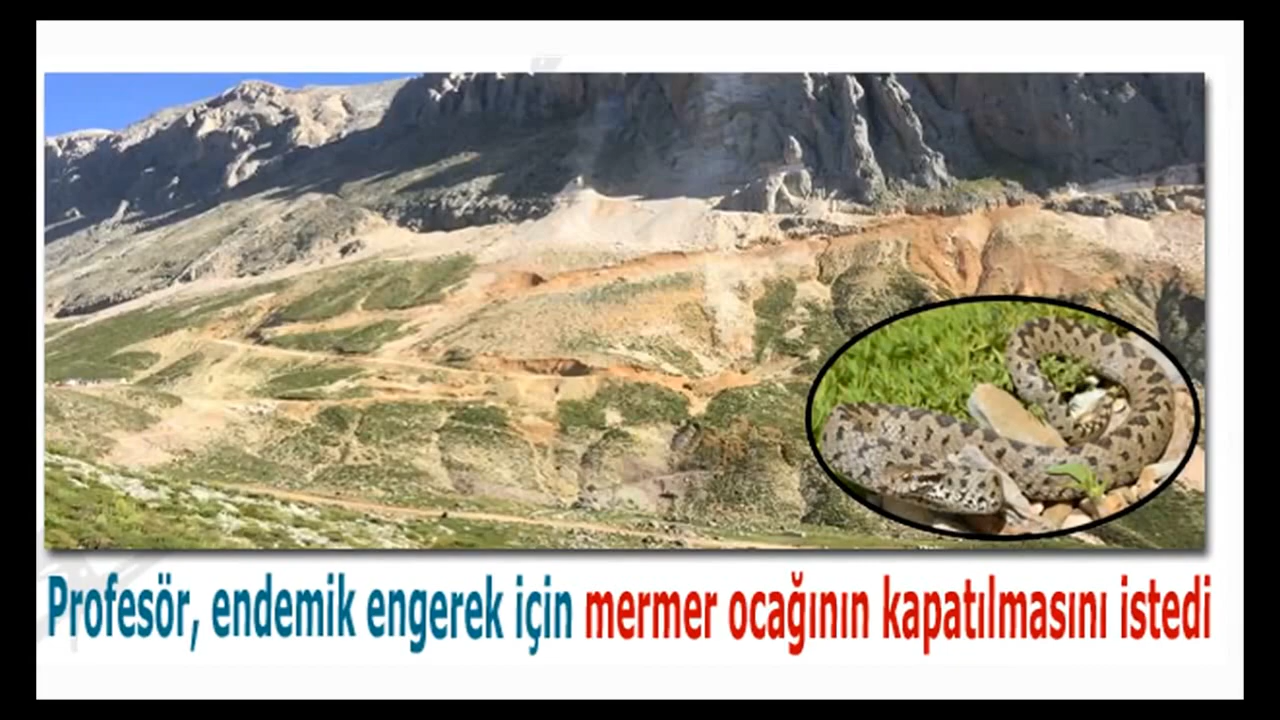 Profesör, endemik engerek için mermer ocağının kapatılmasını istedi